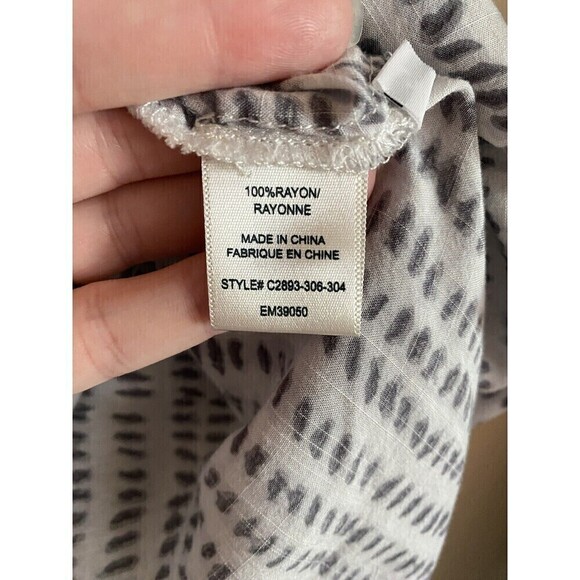 100%RAYON/
RAYONNE
MADE IN CHINA
FABRIQUE EN CHINE
STYLE# C2893-306-304
EM39050